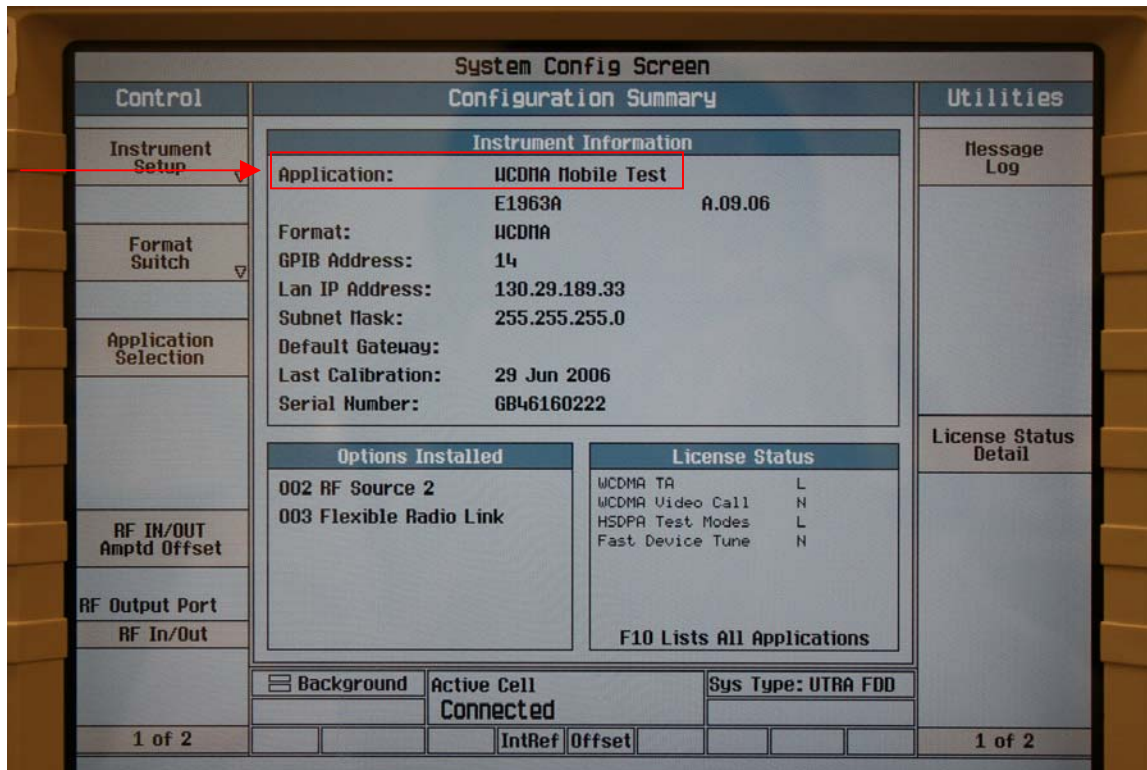 System Config Screen
Control
Configuration Summary
Utilities
Instrument
Setup
Format
Switch
Application
Selection
RF IN/OUT
Amptd Offset
RF Output Port
RF In/Out
1 of 2
Instrument Information
Application: WCDMA Mobile Test
E1963A A.09.06
Format: WCDMA
GPIB Address: 14
Lan IP Address: 130.29.189.33
Subnet Mask: 255.255.255.0
Default Gateway:
Last Calibration: 29 Jun 2006
Serial Number: GB46160222
Options Installed
002 RF Source 2
003 Flexible Radio Link
License Status
WCDMA TA L
WCDMA Video Call N
HSDPA Test Modes L
Fast Device Tune N
F10 Lists All Applications
Background
Active Cell
Connected
Sys Type: UTRA FDD
IntRef Offset
Message
Log
License Status
Detail
1 of 2